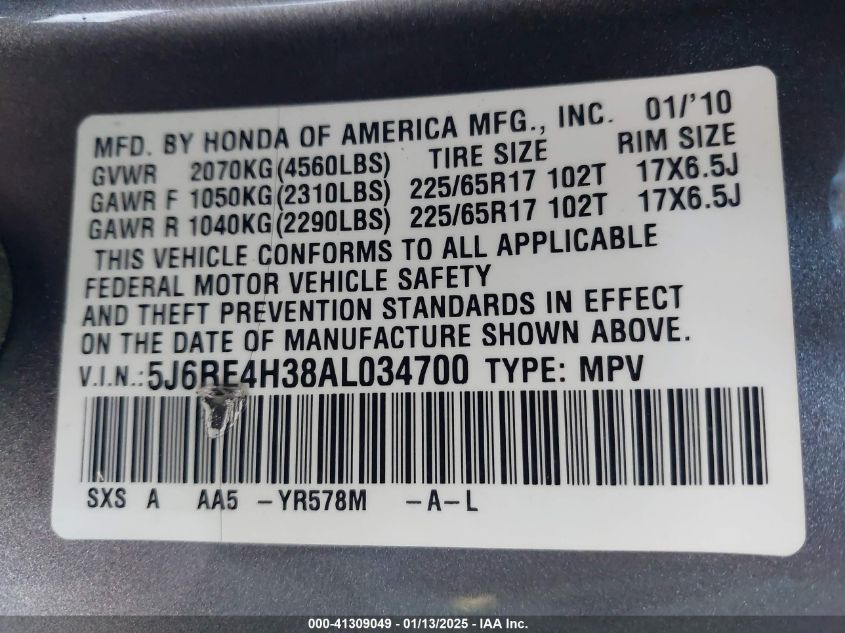 MFD. BY HONDA OF AMERICA MFG., INC. 01/'10
GVWR 2070KG(4560LBS) TIRE SIZE RIM SIZE
GAWR F 1050KG(2310LBS) 225/65R17 102T 17X6.5J
GAWR R 1040KG(2290LBS) 225/65R17 102T 17X6.5J
THIS VEHICLE CONFORMS TO ALL APPLICABLE
FEDERAL MOTOR VEHICLE SAFETY
AND THEFT PREVENTION STANDARDS IN EFFECT
ON THE DATE OF MANUFACTURE SHOWN ABOVE.
V.I.N.:5J6RE4H38AL034700 TYPE: MPV
SXS A AA5 -YR578M -A-L
000-41309049 - 01/13/2025 - IAA Inc.